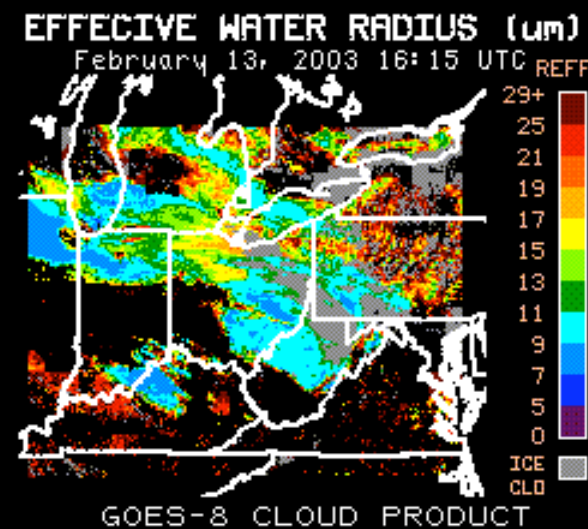 EFFECTIVE WATER RADIUS (um)
February 13, 2003 16:15 UTC
REFF
29+
25
21
19
17
15
13
11
9
7
5
0
ICE
CLD
GOES-8 CLOUD PRODUCT